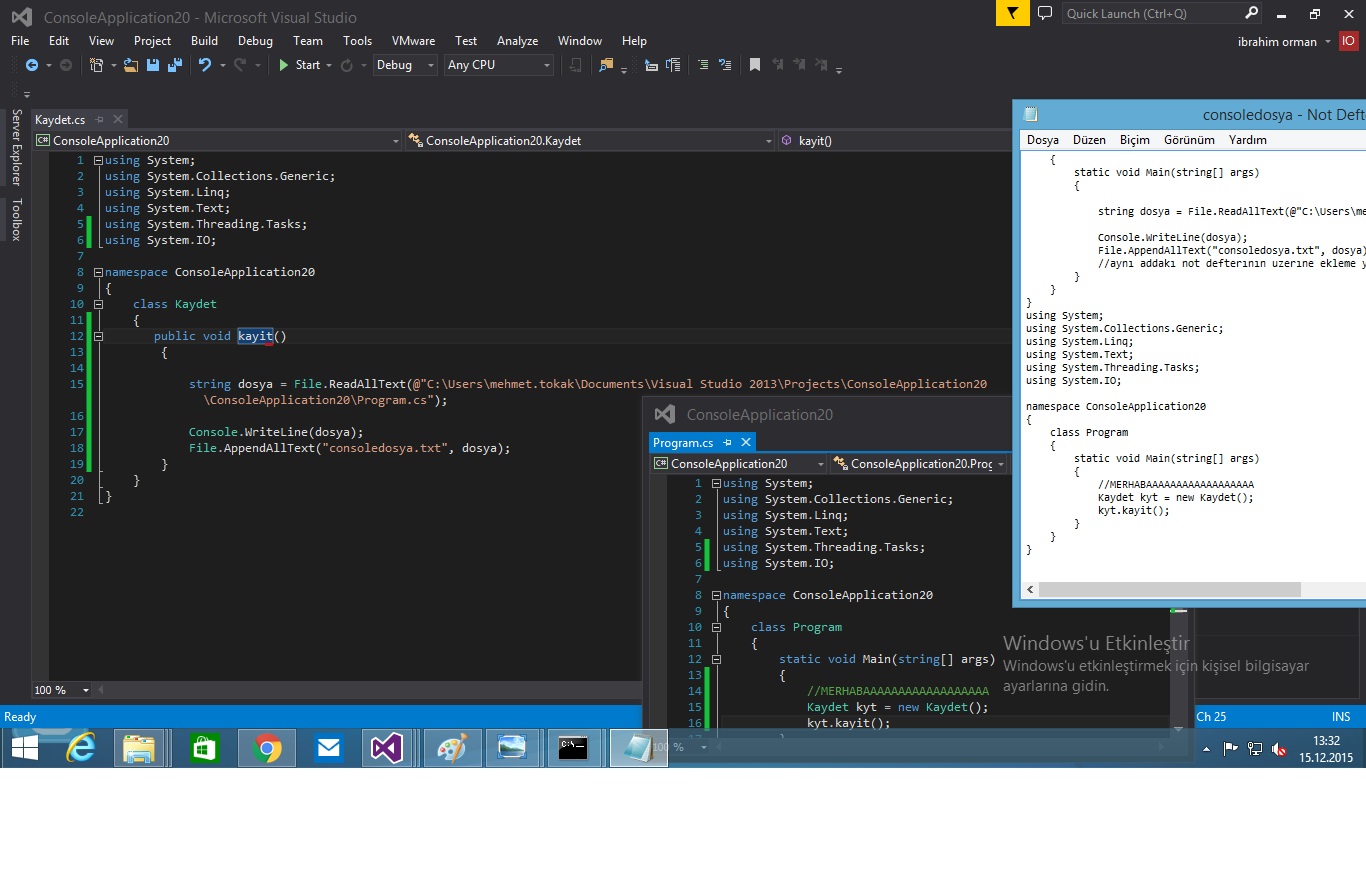 ConsoleApplication20 - Microsoft Visual Studio
Quick Launch (Ctrl+Q)
File Edit View Project Build Debug Team Tools VMware Test Analyze Window Help
ibrahim orman IO
Start Debug Any CPU
Server Explorer
Toolbox
Kaydet.cs
C# ConsoleApplication20 ConsoleApplication20.Kaydet kayit()
1 using System;
2 using System.Collections.Generic;
3 using System.Linq;
4 using System.Text;
5 using System.Threading.Tasks;
6 using System.IO;
7
8 namespace ConsoleApplication20
9 {
10 class Kaydet
11 {
12 public void kayit()
13 {
14
15 string dosya = File.ReadAllText(@"C:\Users\mehmet.tokak\Documents\Visual Studio 2013\Projects\ConsoleApplication20
\ConsoleApplication20\Program.cs");
16
17 Console.WriteLine(dosya);
18 File.AppendAllText("consoledosya.txt", dosya);
19 }
20 }
21 }
22
100 %
Ready
ConsoleApplication20
Program.cs
C# ConsoleApplication20 ConsoleApplication20.Prog
1 using System;
2 using System.Collections.Generic;
3 using System.Linq;
4 using System.Text;
5 using System.Threading.Tasks;
6 using System.IO;
7
8 namespace ConsoleApplication20
9 {
10 class Program
11 {
12 static void Main(string[] args)
13 {
14 //MERHABAAAAAAAAAAAAAAAAAA
15 Kaydet kyt = new Kaydet();
16 kyt.kayit();
100 %
consoledosya - Not Deft
Dosya Düzen Biçim Görünüm Yardım
{
static void Main(string[] args)
{
string dosya = File.ReadAllText(@"C:\Users\me
Console.WriteLine(dosya);
File.AppendAllText("consoledosya.txt", dosya)
//aynı addakı not defterının uzerıne ekleme y
}
}
}
using System;
using System.Collections.Generic;
using System.Linq;
using System.Text;
using System.Threading.Tasks;
using System.IO;
namespace ConsoleApplication20
{
class Program
{
static void Main(string[] args)
{
//MERHABAAAAAAAAAAAAAAAAAA
Kaydet kyt = new Kaydet();
kyt.kayit();
}
}
}
Windows'u Etkinleştir
Windows'u etkinleştirmek için kişisel bilgisayar
ayarlarına gidin.
Ch 25 INS
13:32
15.12.2015